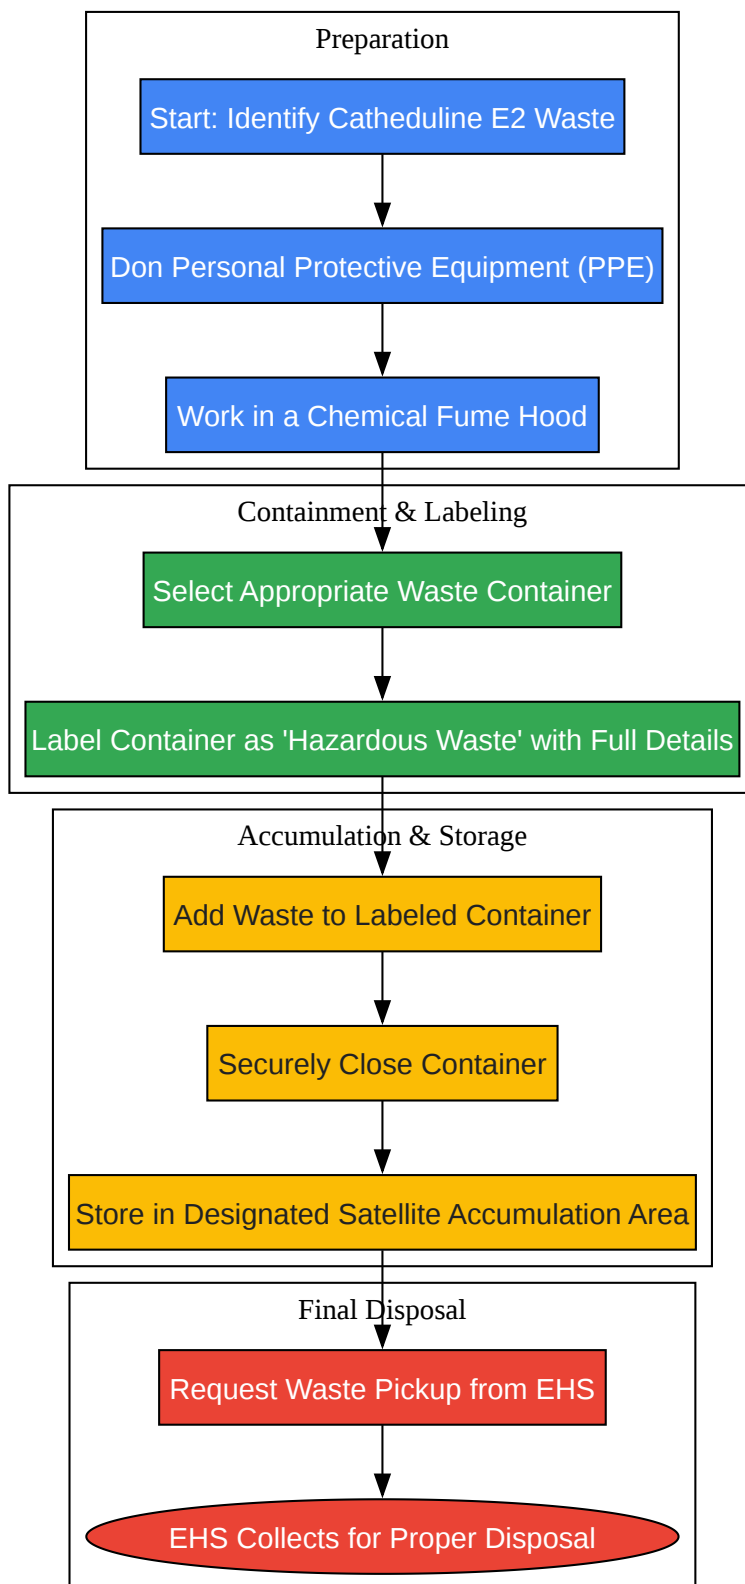 Preparation
Start: Identify Catheduline E2 Waste
Don Personal Protective Equipment (PPE)
Work in a Chemical Fume Hood
Containment & Labeling
Select Appropriate Waste Container
Label Container as 'Hazardous Waste' with Full Details
Accumulation & Storage
Add Waste to Labeled Container
Securely Close Container
Store in Designated Satellite Accumulation Area
Final Disposal
Request Waste Pickup from EHS
EHS Collects for Proper Disposal